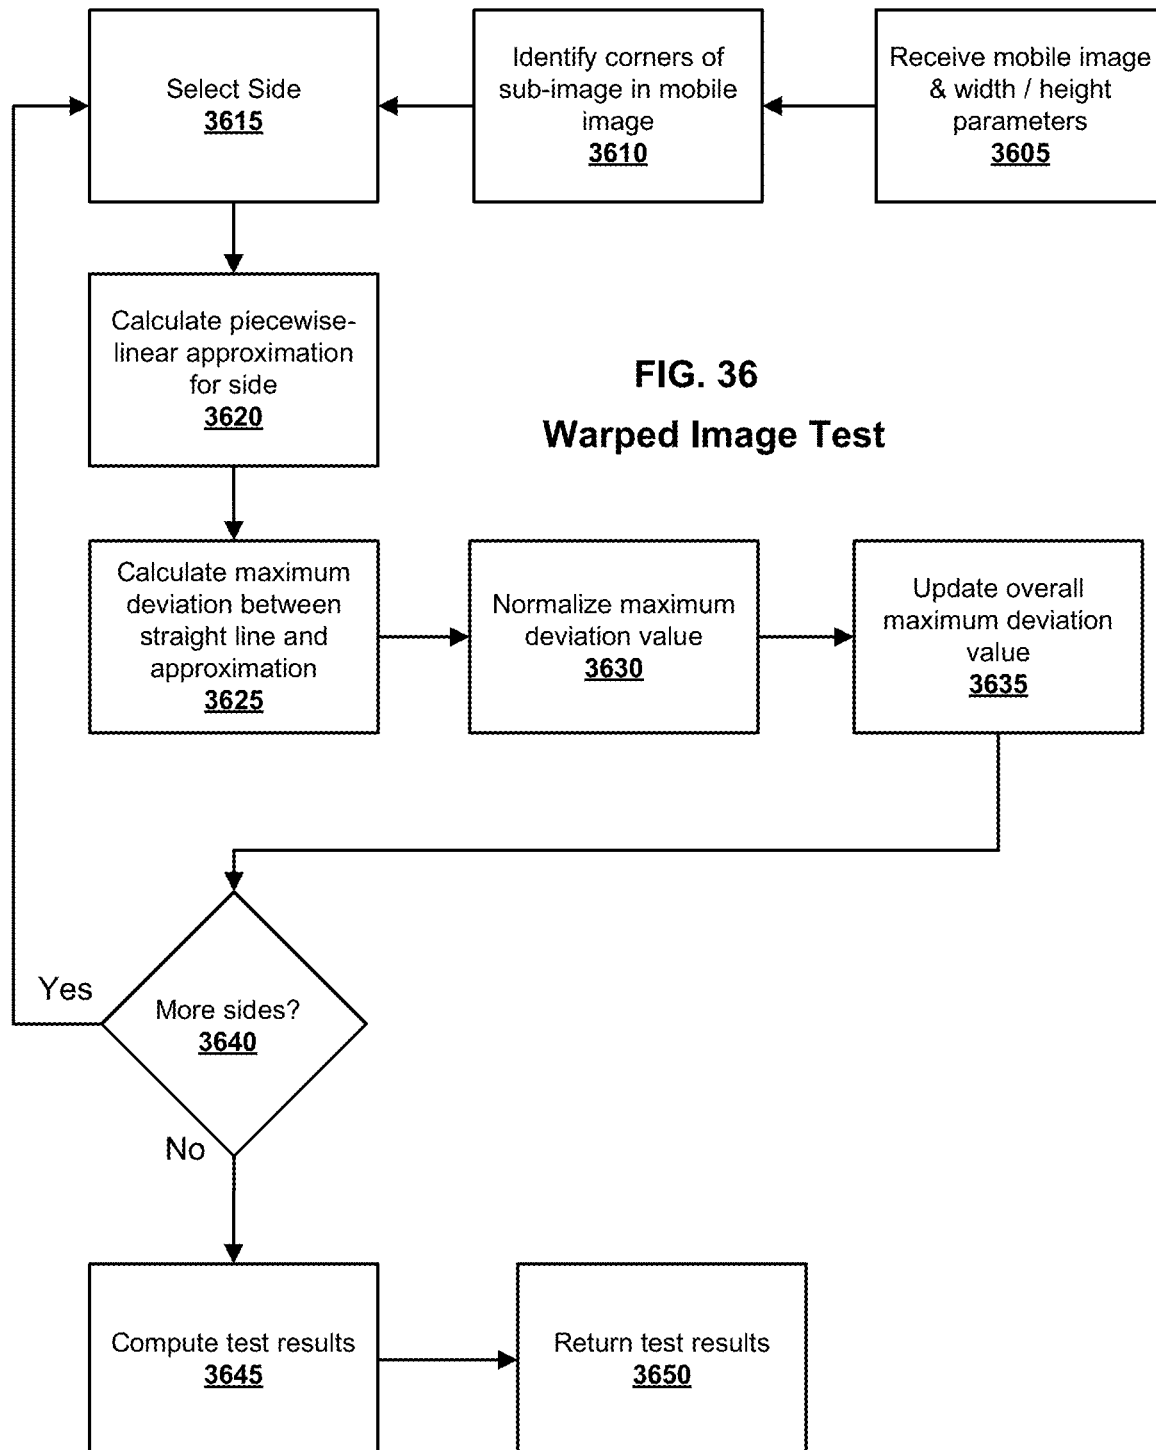 Receive mobile image
& width / height
parameters
3605
Identify corners of
sub-image in mobile
image
3610
Select Side
3615
Calculate piecewise-
linear approximation
for side
3620
FIG. 36
Warped Image Test
Calculate maximum
deviation between
straight line and
approximation
3625
Normalize maximum
deviation value
3630
Update overall
maximum deviation
value
3635
More sides?
3640
Yes
No
Compute test results
3645
Return test results
3650